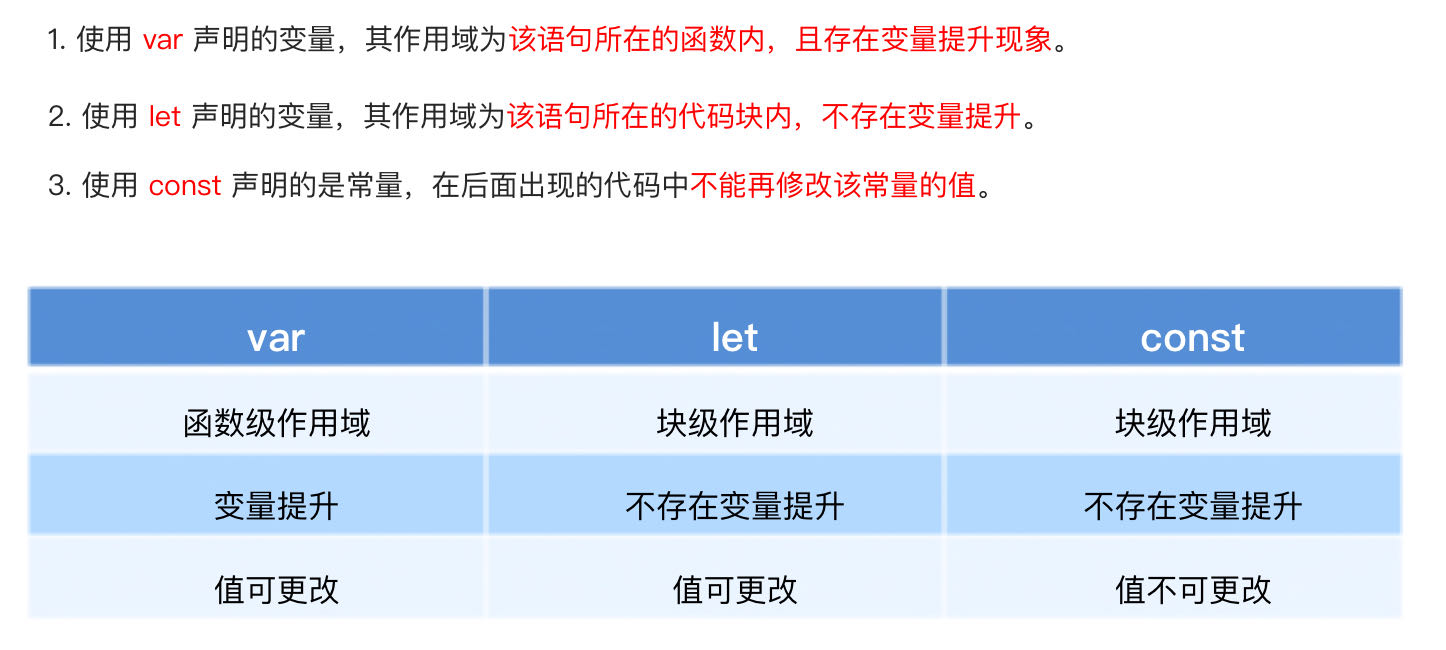 1. 使用 var 声明的变量，其作用域为该语句所在的函数内，且存在变量提升现象。
2. 使用 let 声明的变量，其作用域为该语句所在的代码块内，不存在变量提升。
3. 使用 const 声明的是常量，在后面出现的代码中不能再修改该常量的值。
var let const
函数级作用域 块级作用域 块级作用域
变量提升 不存在变量提升 不存在变量提升
值可更改 值可更改 值不可更改